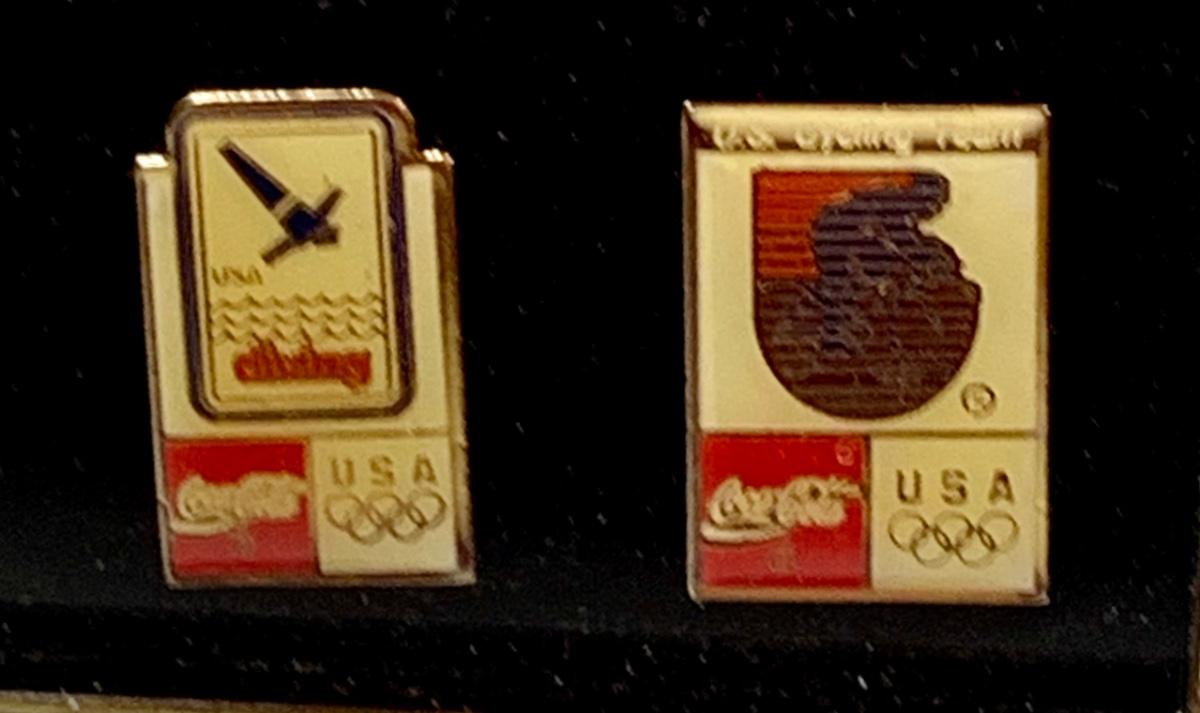 USA
diving
Coca-Cola
USA
U.S. Cycling Team
®
Coca-Cola
®
USA